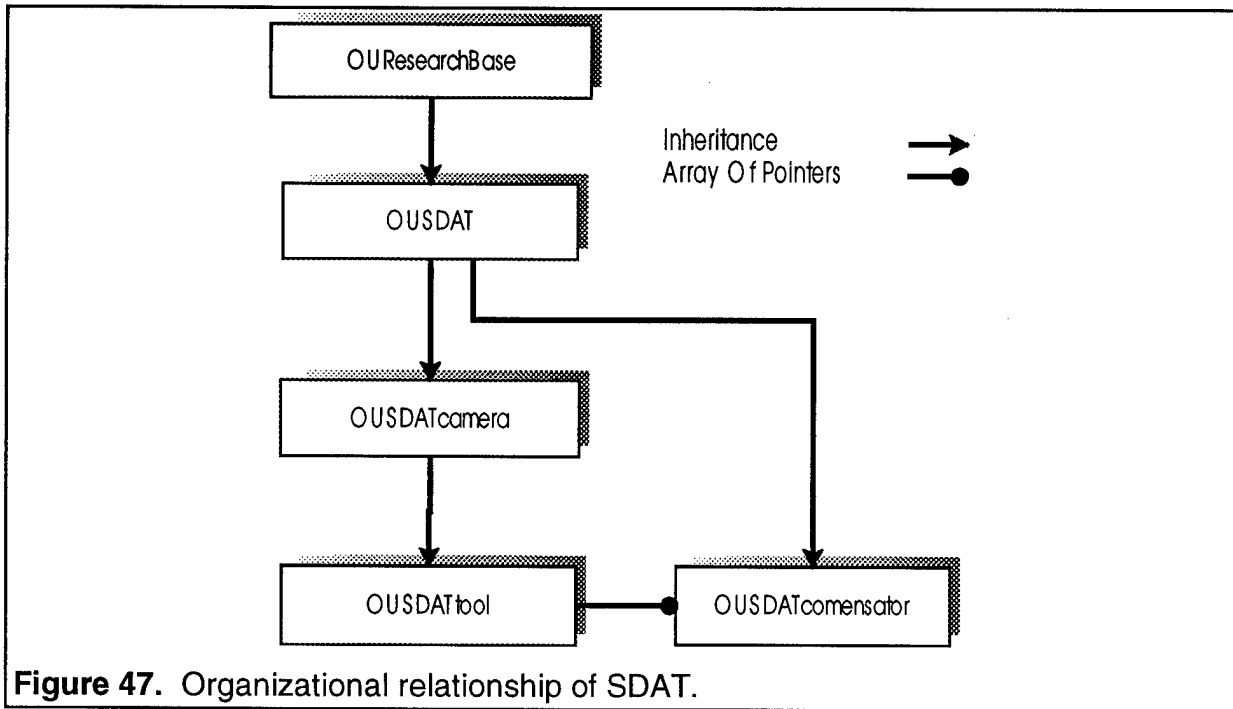 OUResearchBase
Inheritance
Array Of Pointers
OUSDAT
OUSDATcamera
OUSDATtool
OUSDATcomensator
Figure 47. Organizational relationship of SDAT.